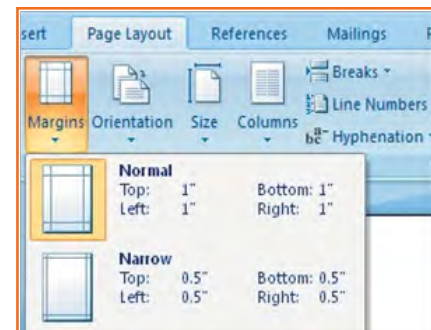 sert Page Layout References Mailings
Breaks
Line Numbers
Margins Orientation Size Columns
Hyphenation
Normal
Top: 1" Bottom: 1"
Left: 1" Right: 1"
Narrow
Top: 0.5" Bottom: 0.5"
Left: 0.5" Right: 0.5"